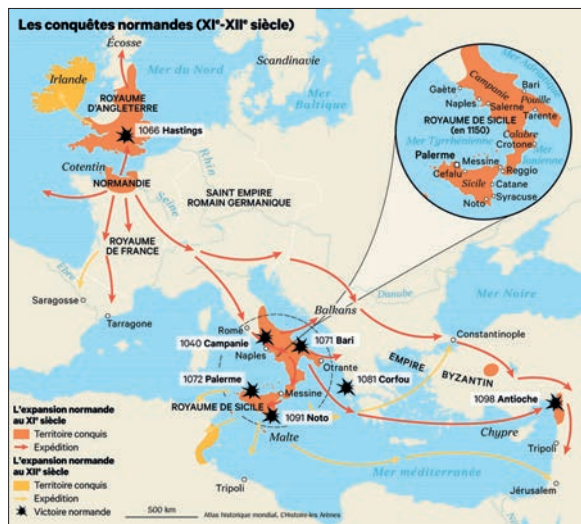 Les conquêtes normandes (XIᵉ-XIIᵉ siècle)
Écosse
Scandinavie
Mer du Nord
Irlande
ROYAUME
D'ANGLETERRE
Mer
Baltique
1066 Hastings
Cotentin
NORMANDIE
Rhin
Seine
SAINT EMPIRE
ROMAIN GERMANIQUE
ROYAUME
DE FRANCE
Èbre
Saragosse
Tarragone
Danube
Mer Noire
Balkans
Rome
1040 Campanie
Naples
1071 Bari
Otrante
Constantinople
EMPIRE
BYZANTIN
1072 Palerme
Messine
1081 Corfou
1098 Antioche
ROYAUME DE SICILE
1091 Noto
Malte
Chypre
Tripoli
Mer méditerranée
Tripoli
Jérusalem
Mer Adriatique
Campanie
Bari
Gaète
Pouille
Naples
Salerne
Tarente
ROYAUME DE SICILE
(en 1150)
Calabre
Mer Tyrrhénienne
Crotone
Mer
Ionienne
Palerme
Messine
Reggio
Cefalu
Sicile
Catane
Syracuse
Noto
L'expansion normande
au XIᵉ siècle
Territoire conquis
Expédition
L'expansion normande
au XIIᵉ siècle
Territoire conquis
Expédition
Victoire normande
500 km
Atlas historique mondial, L'Histoire-les Arènes